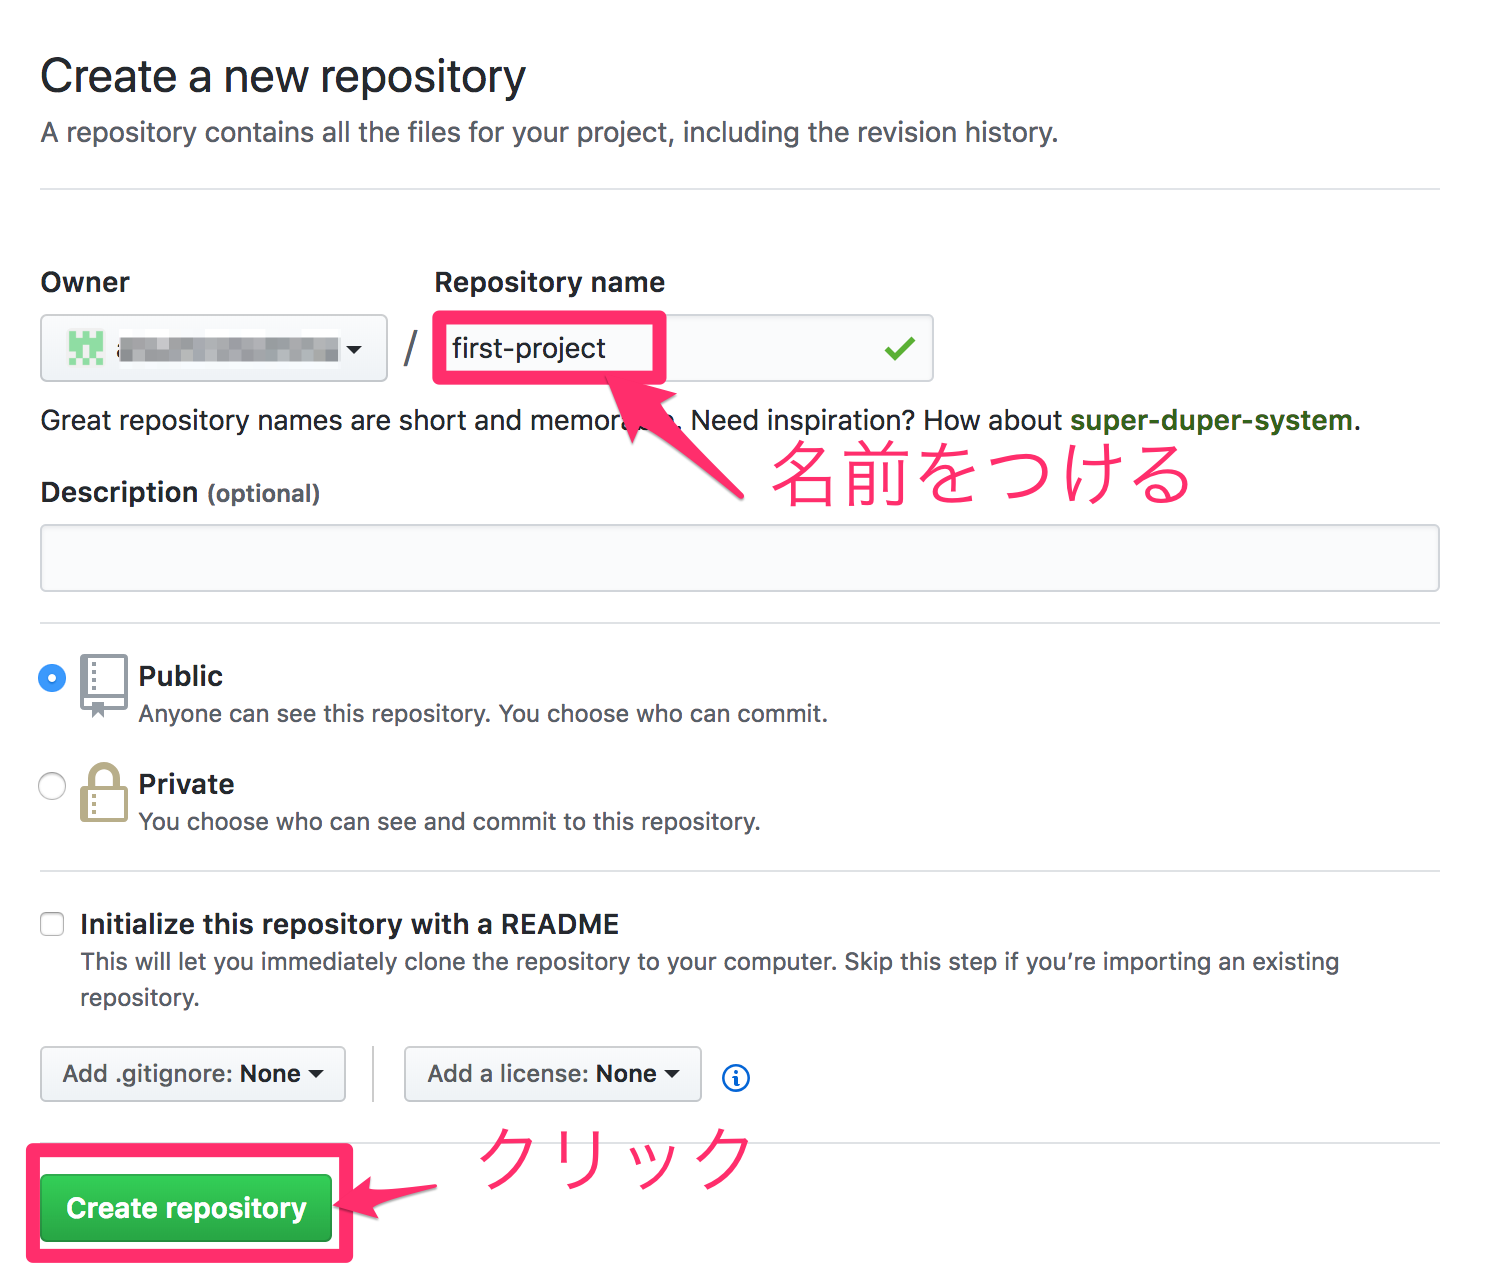 Create a new repository
A repository contains all the files for your project, including the revision history.
Owner
Repository name
/
first-project
Great repository names are short and Need inspiration? How about super-duper-system.
名前をつける
Description (optional)
Public
Anyone can see this repository. You choose who can commit.
Private
You choose who can see and commit to this repository.
Initialize this repository with a README
This will let you immediately clone the repository to your computer. Skip this step if you’re importing an existing
repository.
Add .gitignore: None
Add a license: None
クリック
Create repository